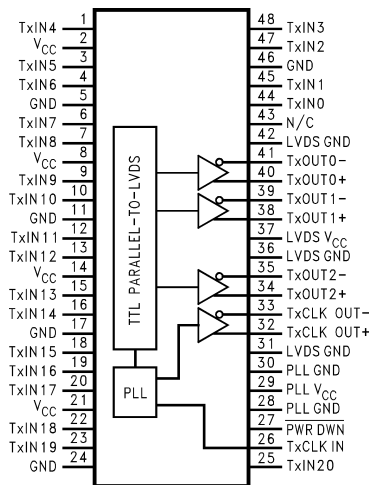 TxIN4 1
VCC 2
TxIN5 3
TxIN6 4
GND 5
TxIN7 6
TxIN8 7
VCC 8
TxIN9 9
TxIN10 10
GND 11
TxIN11 12
TxIN12 13
VCC 14
TxIN13 15
TxIN14 16
GND 17
TxIN15 18
TxIN16 19
TxIN17 20
VCC 21
TxIN18 22
TxIN19 23
GND 24
TTL PARALLEL-TO-LVDS
PLL
48 TxIN3
47 TxIN2
46 GND
45 TxIN1
44 TxIN0
43 N/C
42 LVDS GND
41 TxOUT0-
40 TxOUT0+
39 TxOUT1-
38 TxOUT1+
37 LVDS VCC
36 LVDS GND
35 TxOUT2-
34 TxOUT2+
33 TxCLK OUT-
32 TxCLK OUT+
31 LVDS GND
30 PLL GND
29 PLL VCC
28 PLL GND
27 PWR DWN
26 TxCLK IN
25 TxIN20